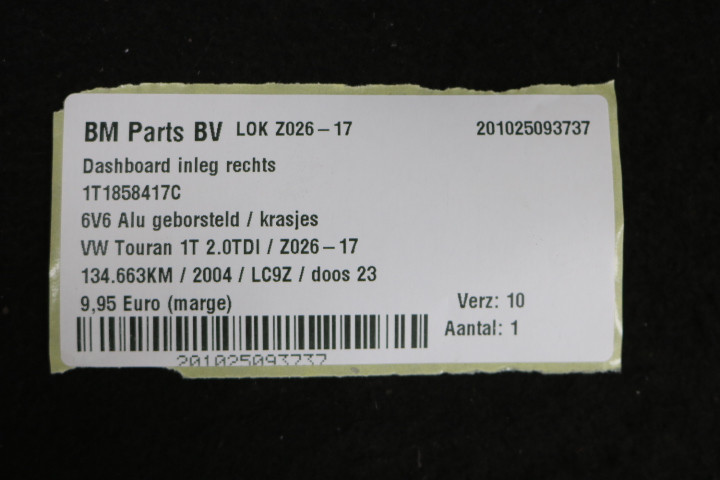 BM Parts BV LOK Z026-17 201025093737
Dashboard inleg rechts
1T1858417C
6V6 Alu geborsteld / krasjes
VW Touran 1T 2.0TDI / Z026-17
134.663KM / 2004 / LC9Z / doos 23
9,95 Euro (marge) Verz: 10
Aantal: 1
201025093737